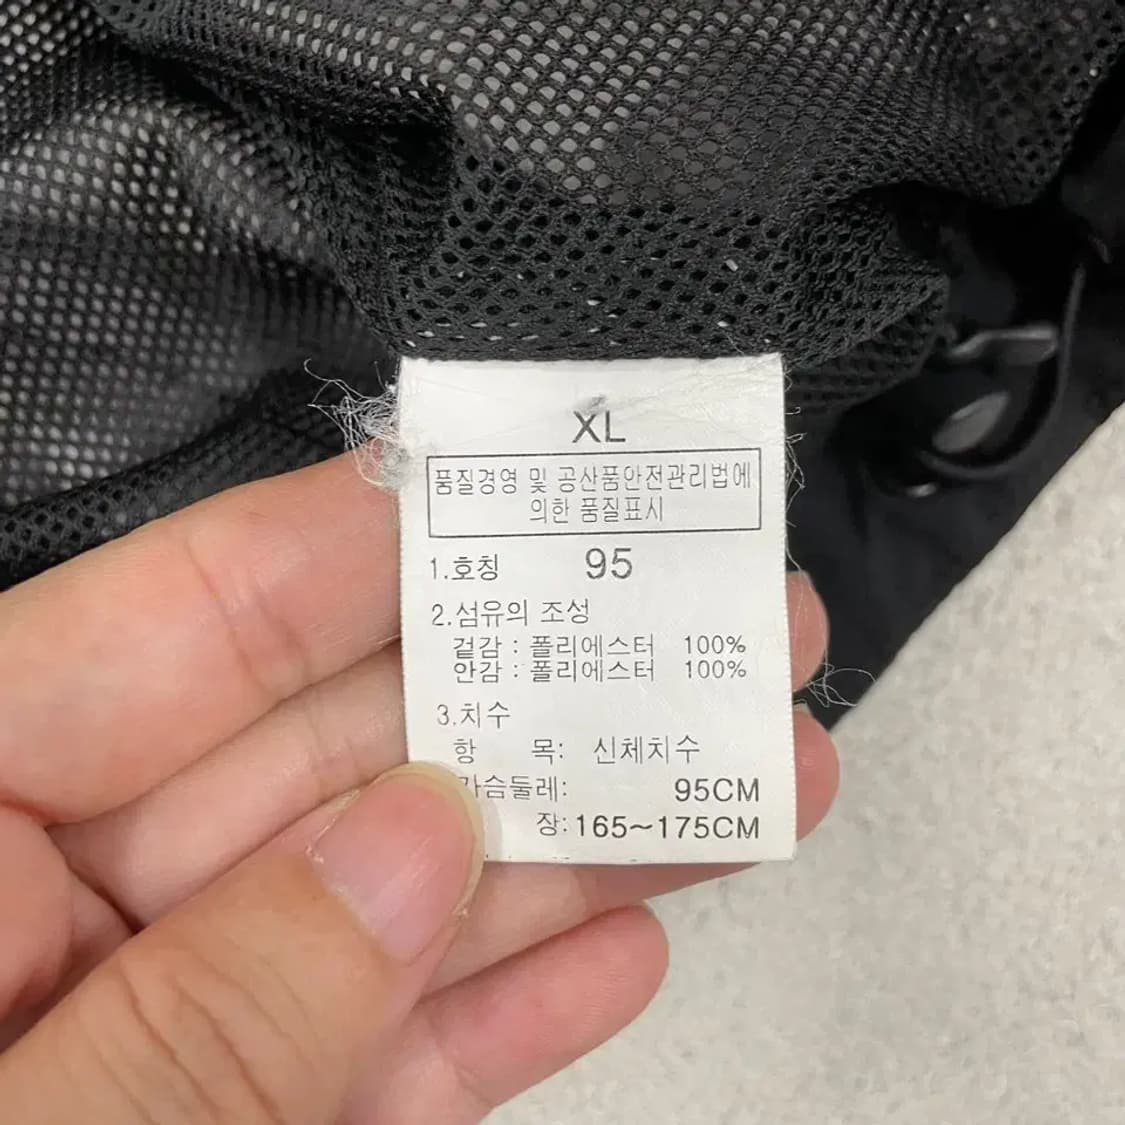 XL
품질경영 및 공산품안전관리법에
의한 품질표시
1.호칭 95
2.섬유의 조성
겉감 : 폴리에스터 100%
안감 : 폴리에스터 100%
3.치수
항 목: 신체치수
가슴둘레: 95CM
장: 165~175CM